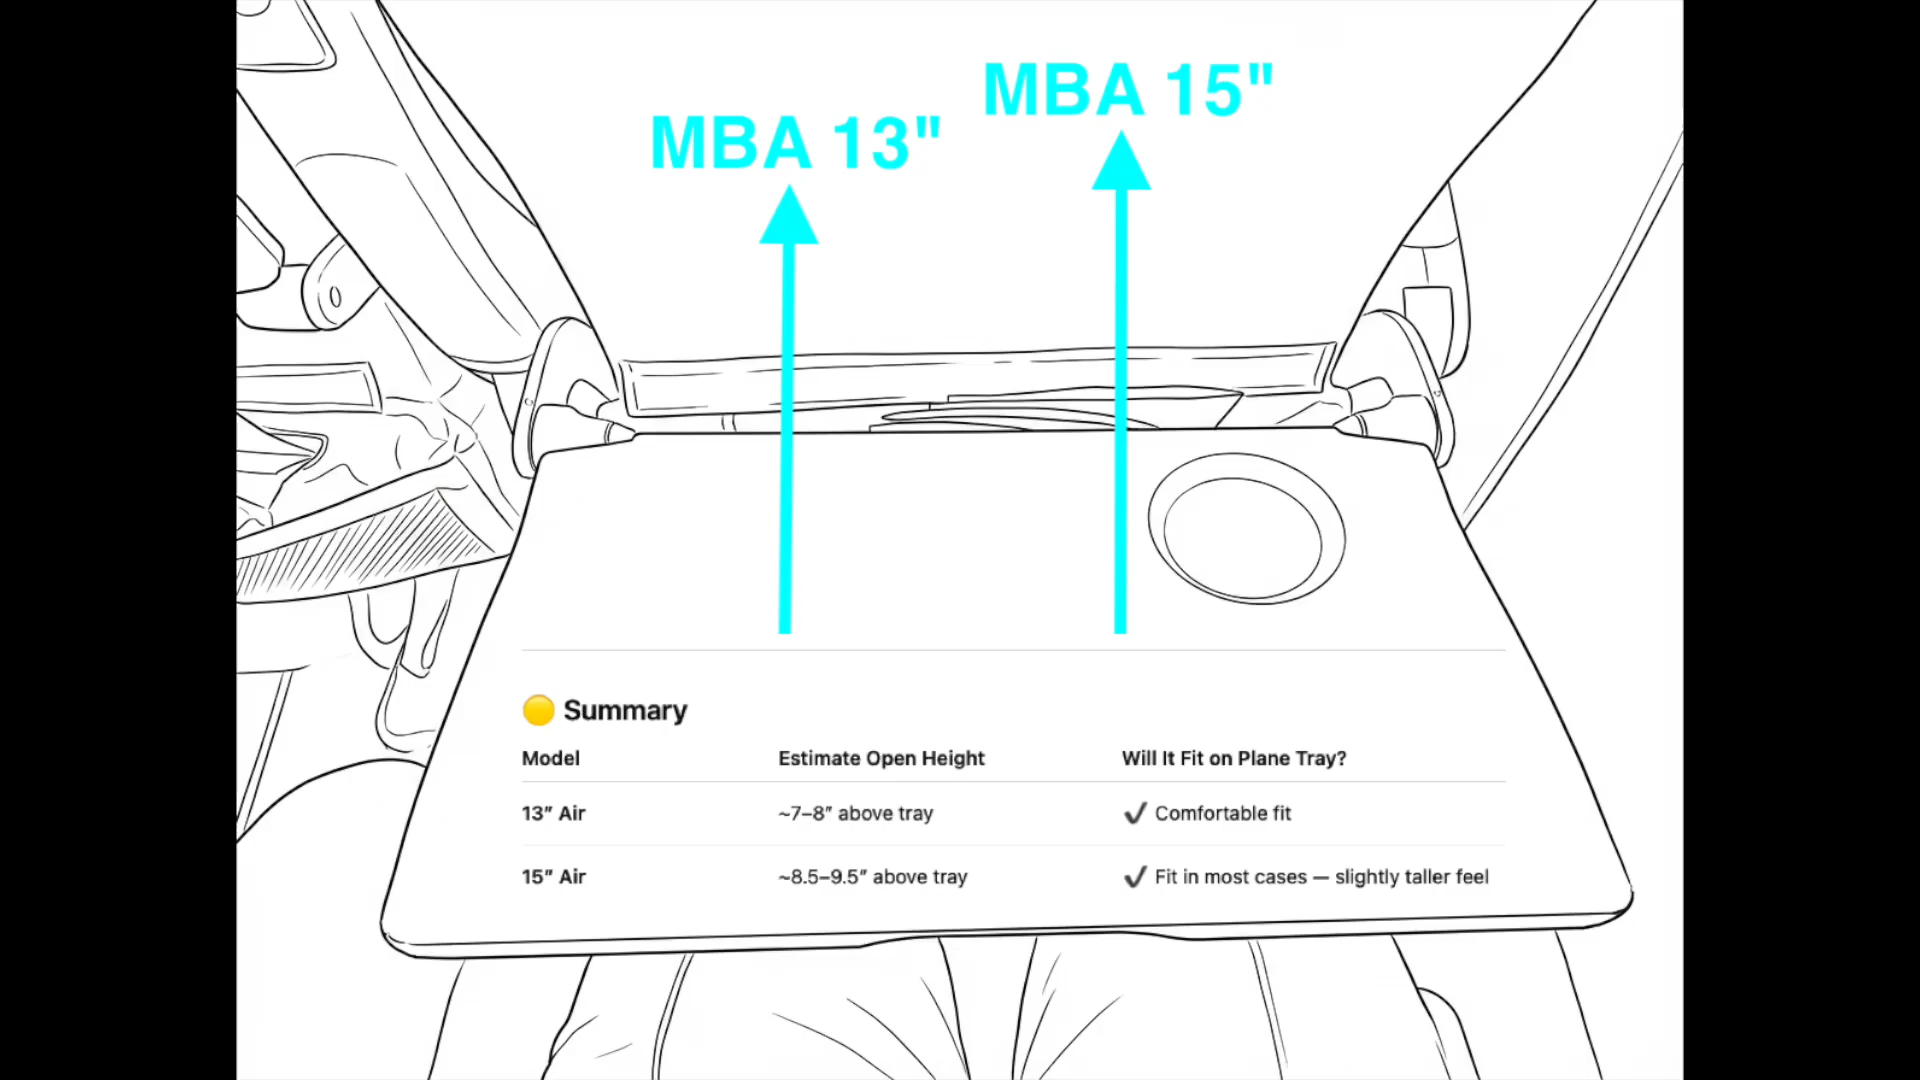 MBA 13"
MBA 15"
🟡 Summary
Model Estimate Open Height Will It Fit on Plane Tray?
13″ Air ~7–8″ above tray ✔ Comfortable fit
15″ Air ~8.5–9.5″ above tray ✔ Fit in most cases — slightly taller feel